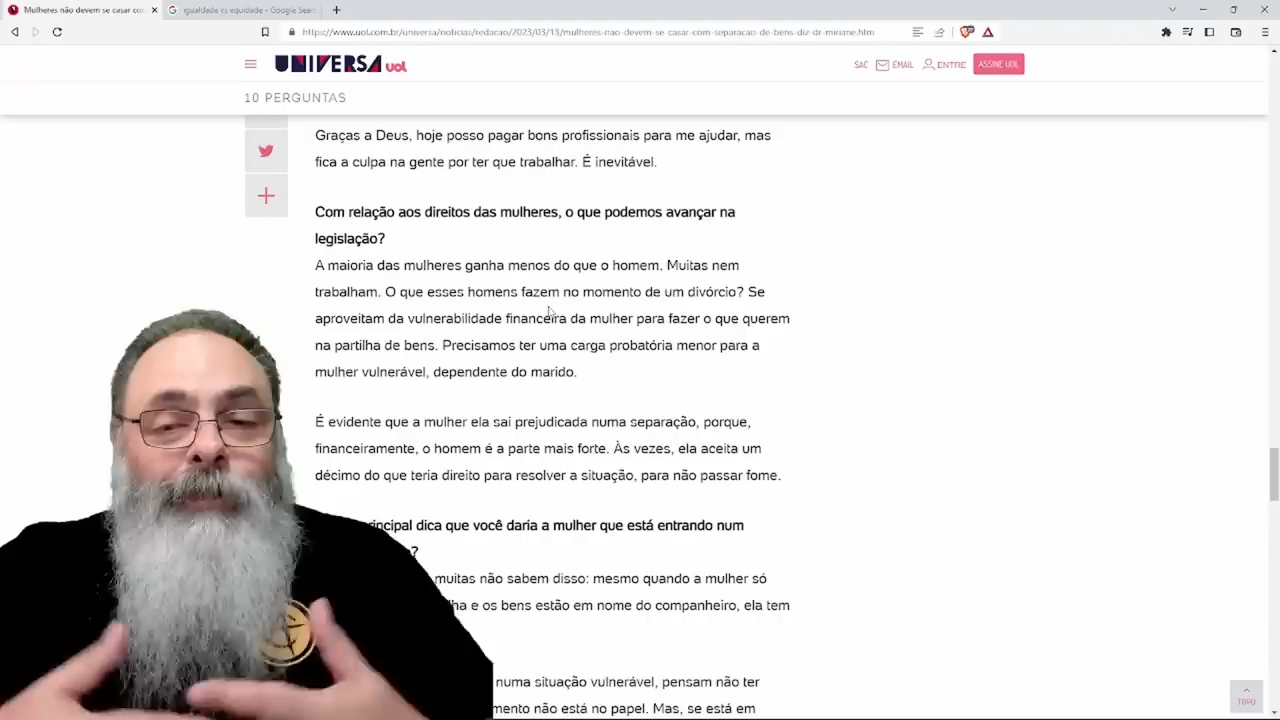 Mulheres não devem se casar co
igualdade vs equidade - Google Sear
https://www.uol.com.br/universa/noticias/redacao/2023/03/13/mulheres-nao-devem-se-casar-com-separacao-de-bens-diz-dr-miriane.htm
UNIVERSA uol
SAC EMAIL ENTRE ASSINE UOL
10 PERGUNTAS
Graças a Deus, hoje posso pagar bons profissionais para me ajudar, mas
fica a culpa na gente por ter que trabalhar. É inevitável.
Com relação aos direitos das mulheres, o que podemos avançar na
legislação?
A maioria das mulheres ganha menos do que o homem. Muitas nem
trabalham. O que esses homens fazem no momento de um divórcio? Se
aproveitam da vulnerabilidade financeira da mulher para fazer o que querem
na partilha de bens. Precisamos ter uma carga probatória menor para a
mulher vulnerável, dependente do marido.
É evidente que a mulher ela sai prejudicada numa separação, porque,
financeiramente, o homem é a parte mais forte. Às vezes, ela aceita um
décimo do que teria direito para resolver a situação, para não passar fome.
dica que você daria a mulher que está entrando num
?
muitas não sabem disso: mesmo quando a mulher só
e os bens estão em nome do companheiro, ela tem
numa situação vulnerável, pensam não ter
não está no papel. Mas, se está em
TOPO